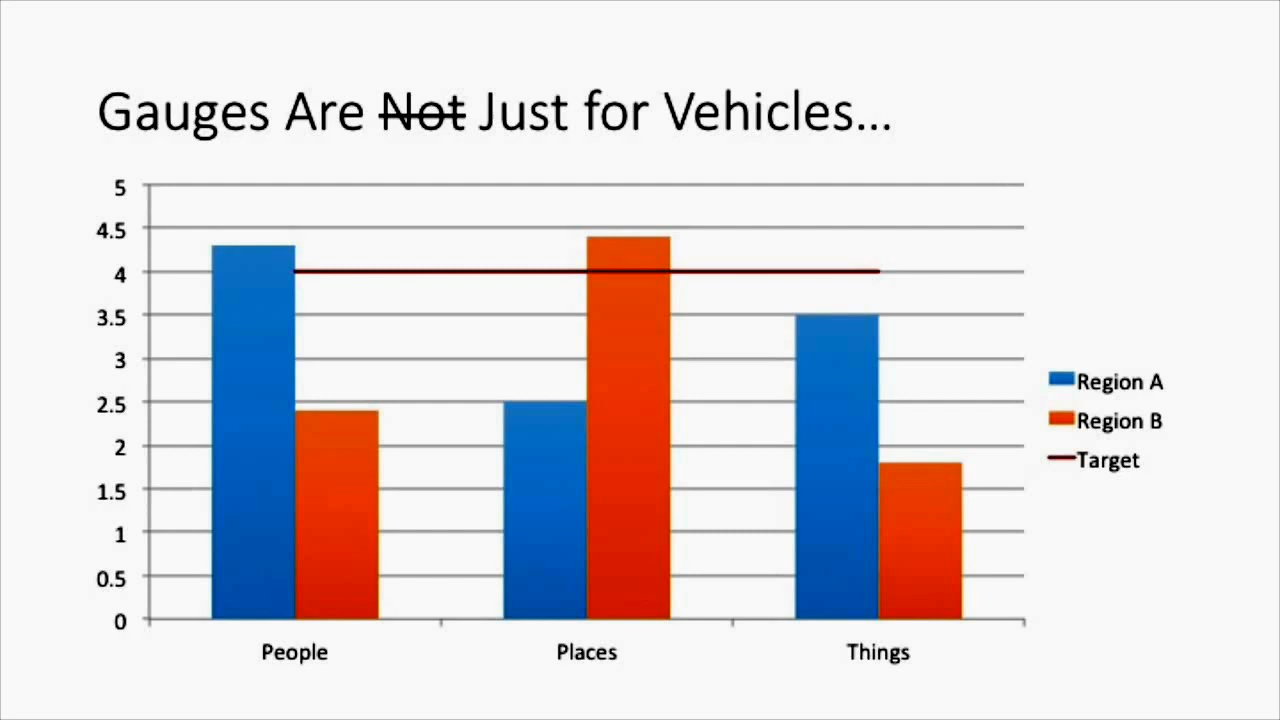 Gauges Are Not Just for Vehicles...
5
4.5
4
3.5
3
2.5
2
1.5
1
0.5
0
People Places Things
Region A
Region B
Target